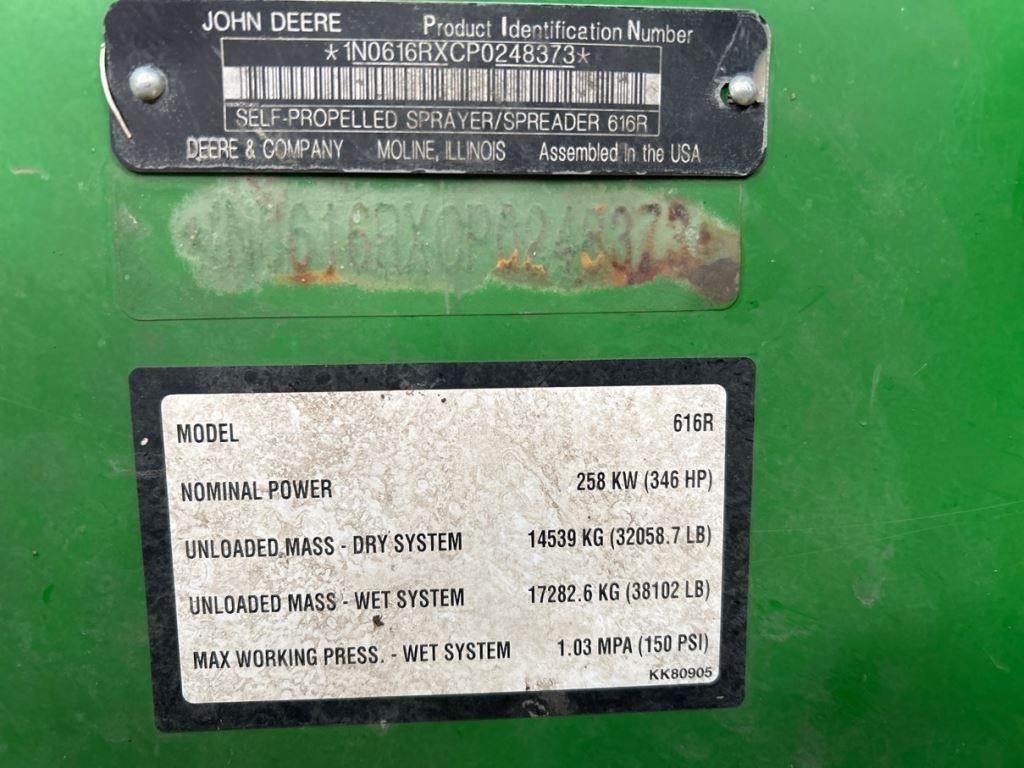 JOHN DEERE Product Identification Number
*1N0616RXCP0248373*
SELF-PROPELLED SPRAYER/SPREADER 616R
DEERE & COMPANY MOLINE, ILLINOIS Assembled in the USA
MODEL 616R
NOMINAL POWER 258 KW (346 HP)
UNLOADED MASS - DRY SYSTEM 14539 KG (32058.7 LB)
UNLOADED MASS - WET SYSTEM 17282.6 KG (38102 LB)
MAX WORKING PRESS. - WET SYSTEM 1.03 MPA (150 PSI)
KK80905